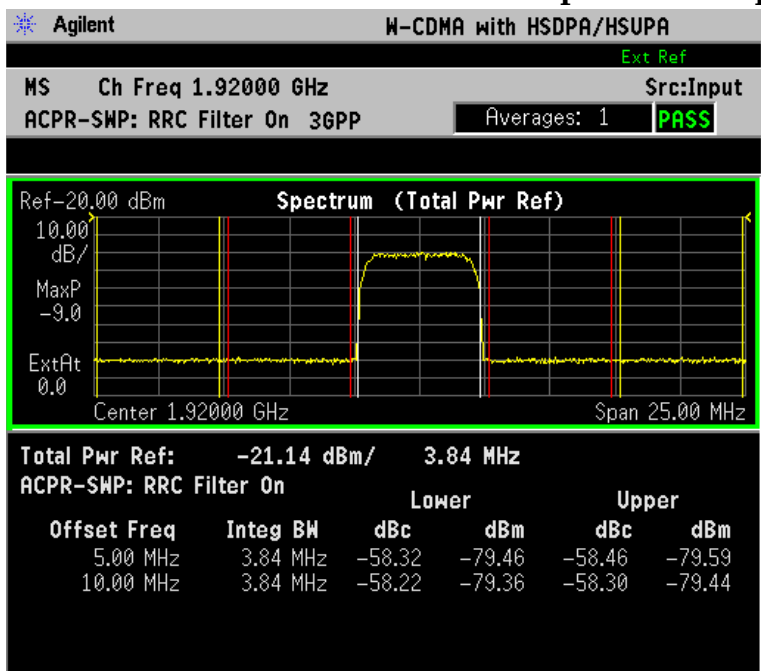 Agilent W-CDMA with HSDPA/HSUPA
Ext Ref
MS Ch Freq 1.92000 GHz Src:Input
ACPR-SWP: RRC Filter On 3GPP Averages: 1 PASS
Ref-20.00 dBm Spectrum (Total Pwr Ref)
10.00
dB/
MaxP
-9.0
ExtAt
0.0
Center 1.92000 GHz Span 25.00 MHz
Total Pwr Ref: -21.14 dBm/ 3.84 MHz
ACPR-SWP: RRC Filter On
Lower Upper
Offset Freq Integ BW dBc dBm dBc dBm
5.00 MHz 3.84 MHz -58.32 -79.46 -58.46 -79.59
10.00 MHz 3.84 MHz -58.22 -79.36 -58.30 -79.44